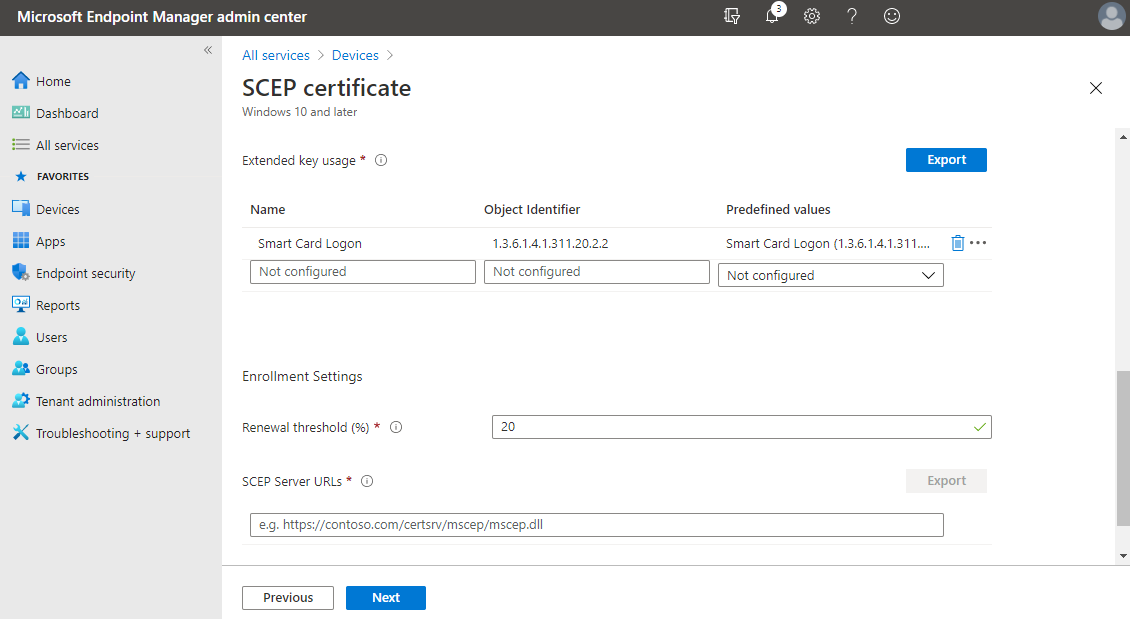 Microsoft Endpoint Manager admin center
3
All services > Devices >
SCEP certificate
Windows 10 and later
Home
Dashboard
All services
FAVORITES
Devices
Apps
Endpoint security
Reports
Users
Groups
Tenant administration
Troubleshooting + support
Extended key usage *
Export
Name Object Identifier Predefined values
Smart Card Logon 1.3.6.1.4.1.311.20.2.2 Smart Card Logon (1.3.6.1.4.1.311....
Not configured Not configured Not configured
Enrollment Settings
Renewal threshold (%) * 20
SCEP Server URLs * Export
e.g. https://contoso.com/certsrv/mscep/mscep.dll
Previous Next